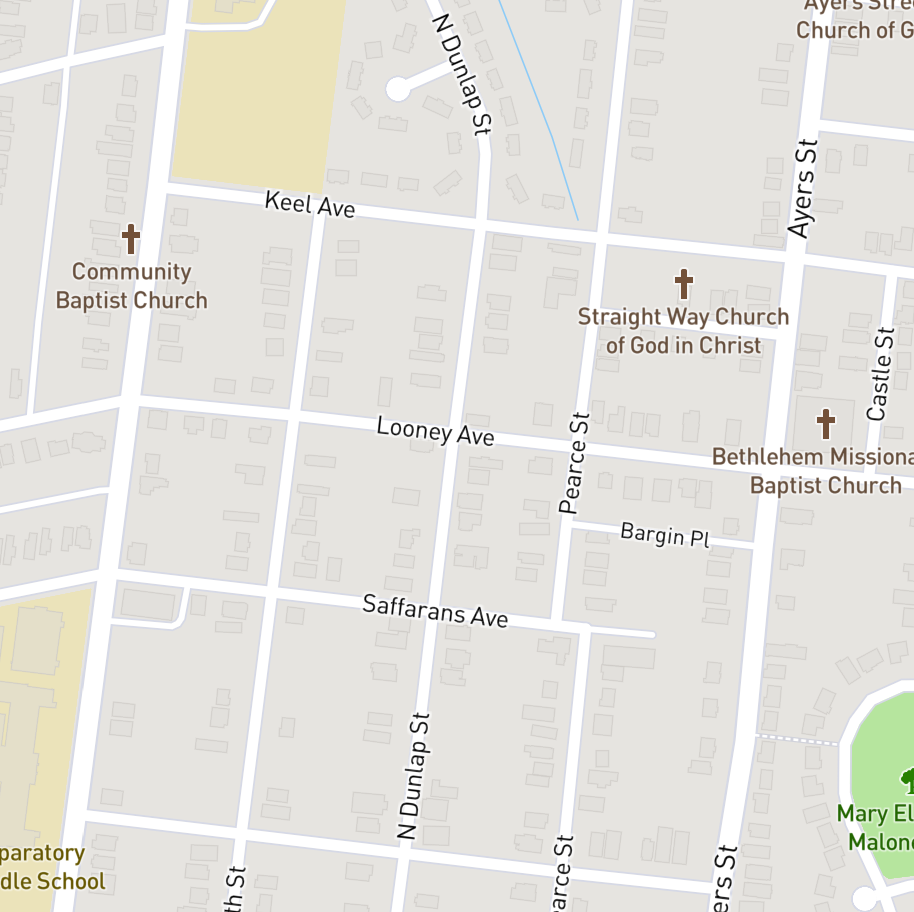 Ayers Stre
Church of G
N Dunlap St
Ayers St
Keel Ave
Community
Baptist Church
Straight Way Church
of God in Christ
Castle St
Looney Ave
Pearce St
Bethlehem Missiona
Baptist Church
Bargin Pl
Saffarans Ave
N Dunlap St
Mary El
Malone
paratory
dle School
th St
earce St
ers St